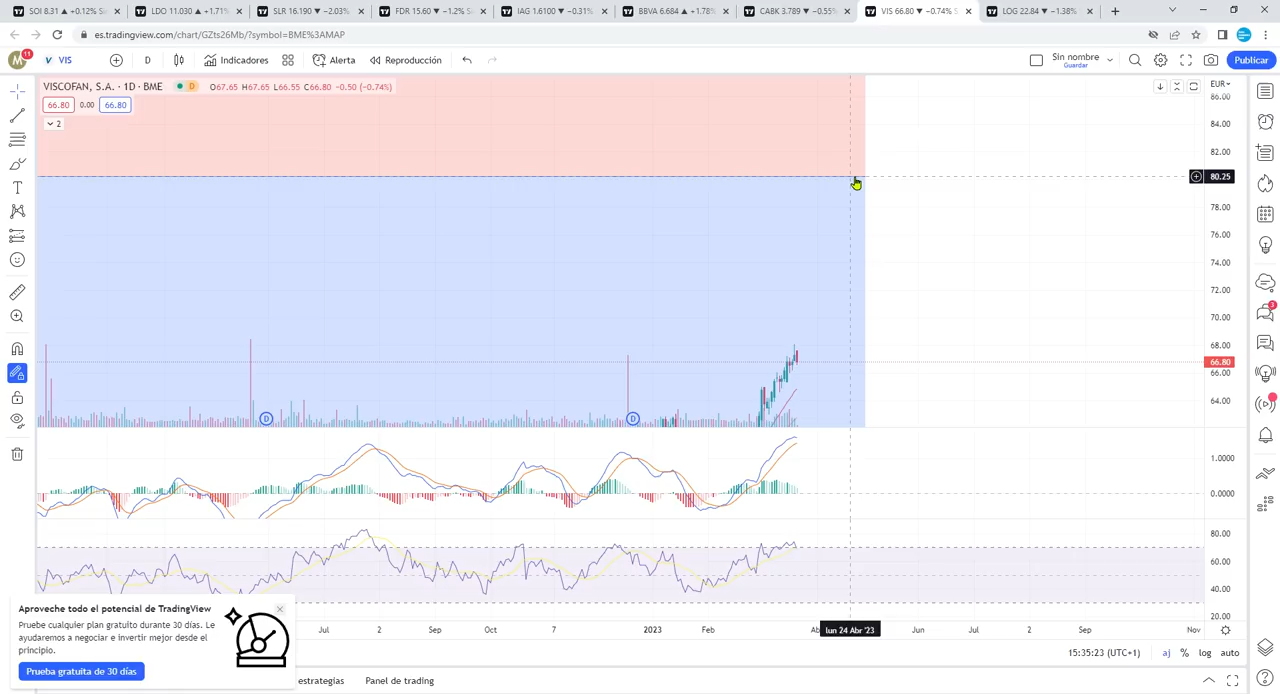 SOI 8.31 ▲ +0.12% S
LDO 11.030 ▲ +1.71%
SLR 16.190 ▼ −2.03%
FDR 15.60 ▼ −1.2% Si
IAG 1.6100 ▼ −0.31%
BBVA 6.684 ▲ +1.78%
CABK 3.789 ▼ −0.55%
VIS 66.80 ▼ −0.74% S
LOG 22.84 ▼ −1.38%
es.tradingview.com/chart/GZts26Mb/?symbol=BME%3AMAP
M 11
V VIS
D
Indicadores
Alerta
Reproducción
Sin nombre
Guardar
Publicar
VISCOFAN, S.A. · 1D · BME
D
O67.65 H67.65 L66.55 C66.80 −0.50 (−0.74%)
66.80 0.00 66.80
2
EUR
86.00
84.00
82.00
80.25
78.00
76.00
74.00
72.00
70.00
68.00
66.80
66.00
64.00
D
D
1.0000
0.0000
80.00
60.00
40.00
20.00
3
Jul 2 Sep Oct 7 2023 Feb Ab lun 24 Abr '23 Jun Jul 2 Sep Nov
Aproveche todo el potencial de TradingView
Pruebe cualquier plan gratuito durante 30 días. Le
ayudaremos a negociar e invertir mejor desde el
principio.
Prueba gratuita de 30 días
15:35:23 (UTC+1) aj % log auto
estrategias Panel de trading